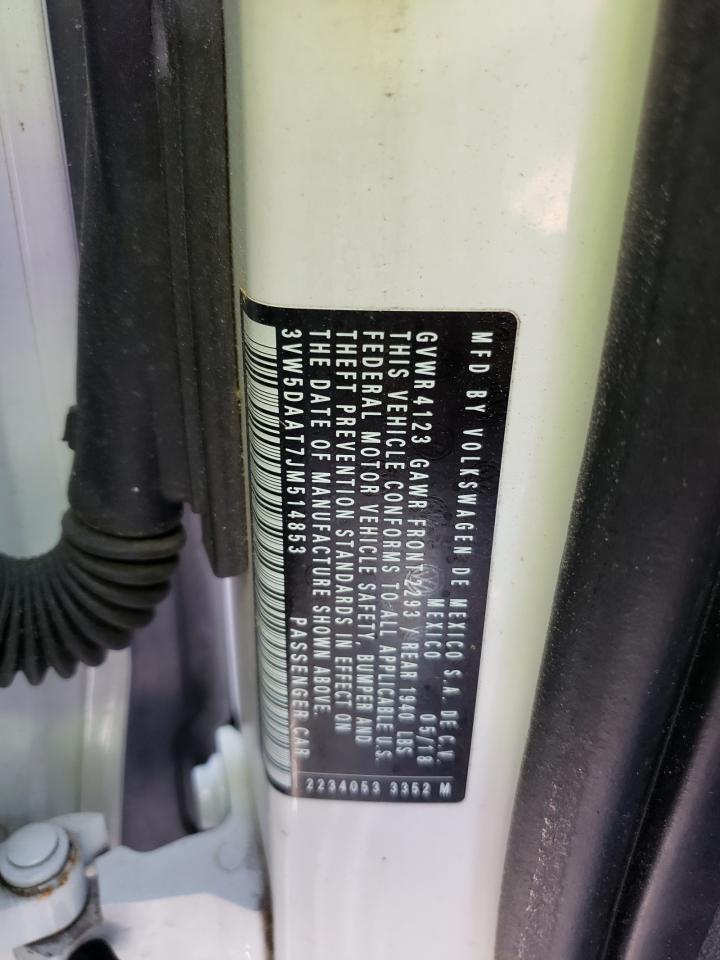 MFD BY VOLKSWAGEN DE MEXICO S.A. DE C.V.
MEXICO 05/18
GVWR 4123 GAWR FRONT 2293 / REAR 1940 LBS
THIS VEHICLE CONFORMS TO ALL APPLICABLE U.S.
FEDERAL MOTOR VEHICLE SAFETY, BUMPER AND
THEFT PREVENTION STANDARDS IN EFFECT ON
THE DATE OF MANUFACTURE SHOWN ABOVE.
3VW5DAAT7JM514853 PASSENGER CAR
2234053 3352 M